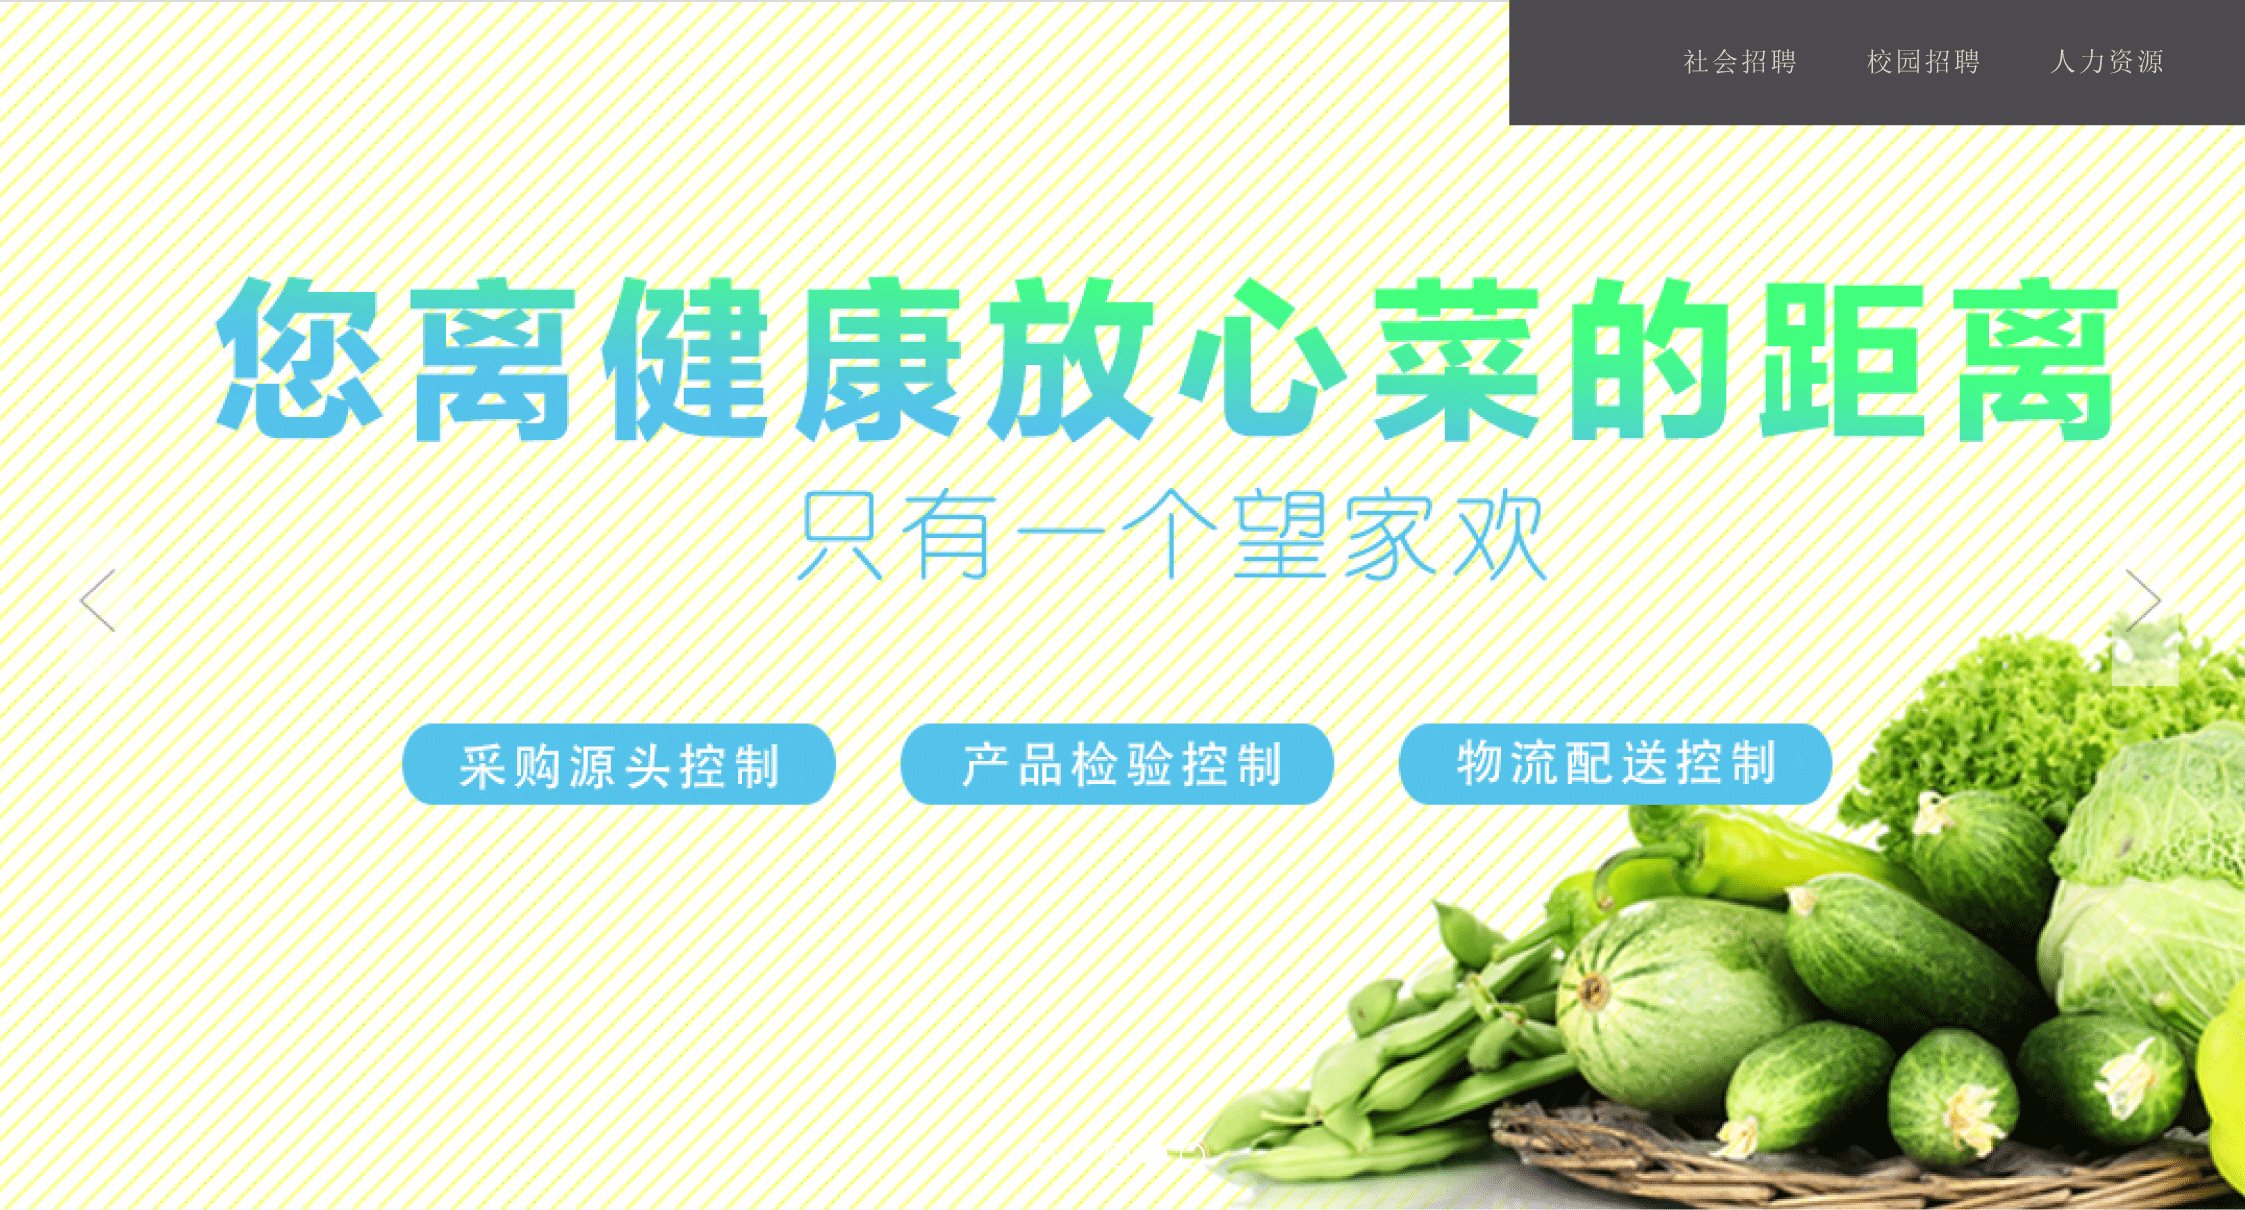 社会招聘 校园招聘 人力资源
您离健康放心菜的距离
只有一个望家欢
采购源头控制 产品检验控制 物流配送控制